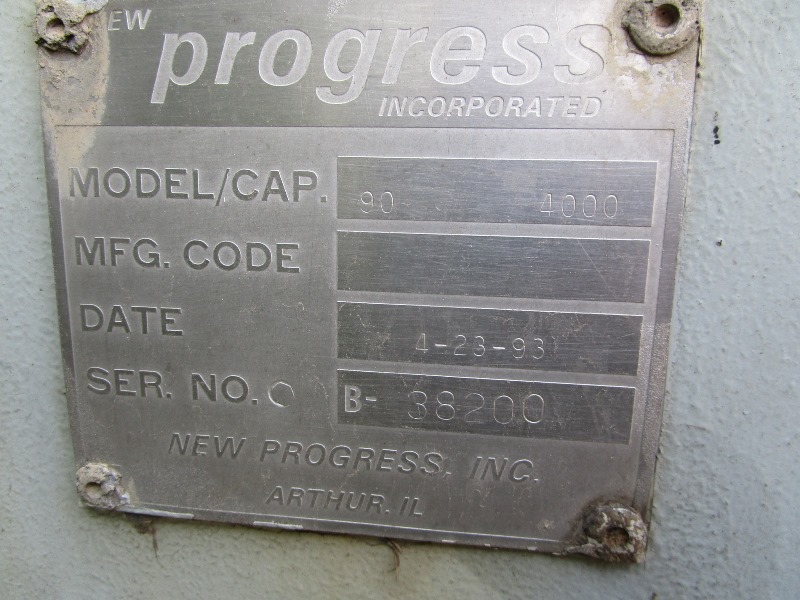 NEW
progress
INCORPORATED
MODEL/CAP. 90 4000
MFG. CODE
DATE 4-23-93
SER. NO. B- 38200
NEW PROGRESS, INC.
ARTHUR, IL